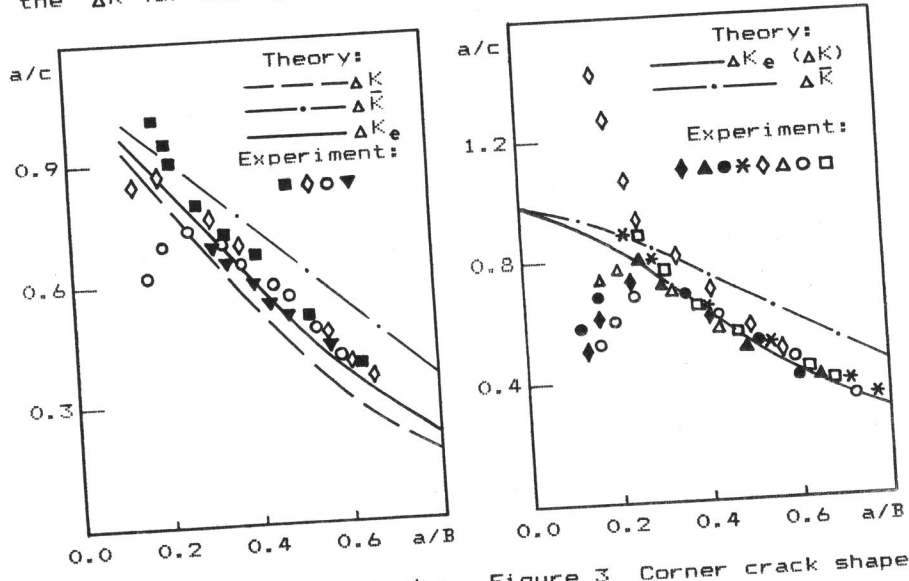 the ΔK
a/c
Theory:
ΔK
ΔK̄
ΔKe
Experiment:
0.9
0.6
0.3
0.0
0.2
0.4
0.6
a/B
a/c
Theory:
ΔKe (ΔK)
ΔK̄
Experiment:
1.2
0.8
0.4
0.0
0.2
0.4
0.6
a/B
Figure 3 Corner crack shape